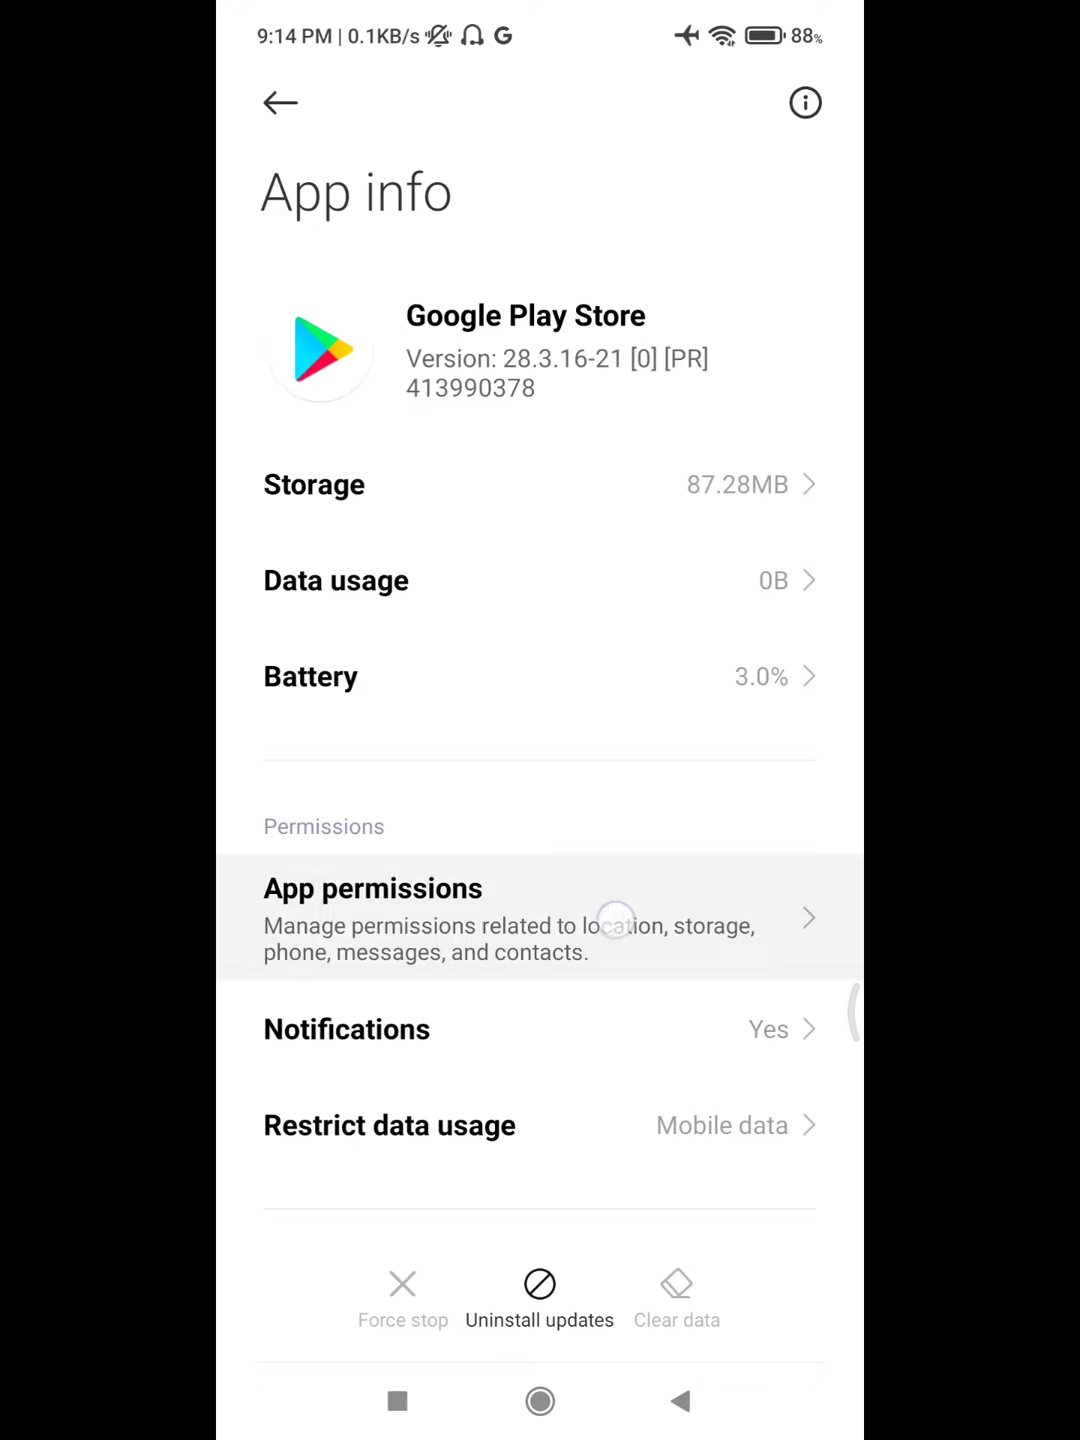 9:14 PM | 0.1KB/s G 88%
App info
Google Play Store
Version: 28.3.16-21 [0] [PR]
413990378
Storage 87.28MB
Data usage 0B
Battery 3.0%
Permissions
App permissions
Manage permissions related to location, storage,
phone, messages, and contacts.
Notifications Yes
Restrict data usage Mobile data
Force stop Uninstall updates Clear data